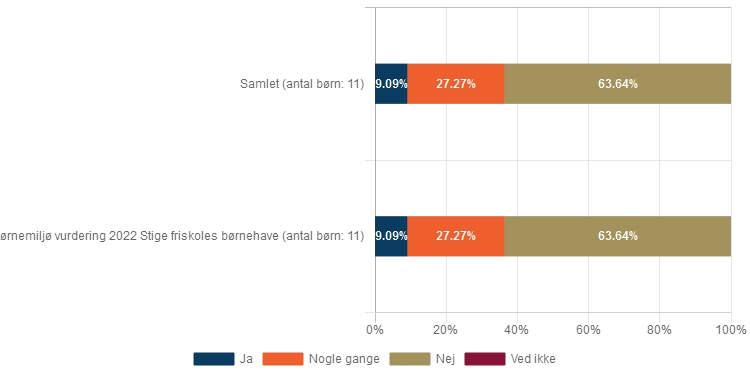 Samlet (antal børn: 11)
9.09% 27.27% 63.64%
ørnemiljø vurdering 2022 Stige friskoles børnehave (antal børn: 11)
9.09% 27.27% 63.64%
0% 20% 40% 60% 80% 100%
Ja Nogle gange Nej Ved ikke